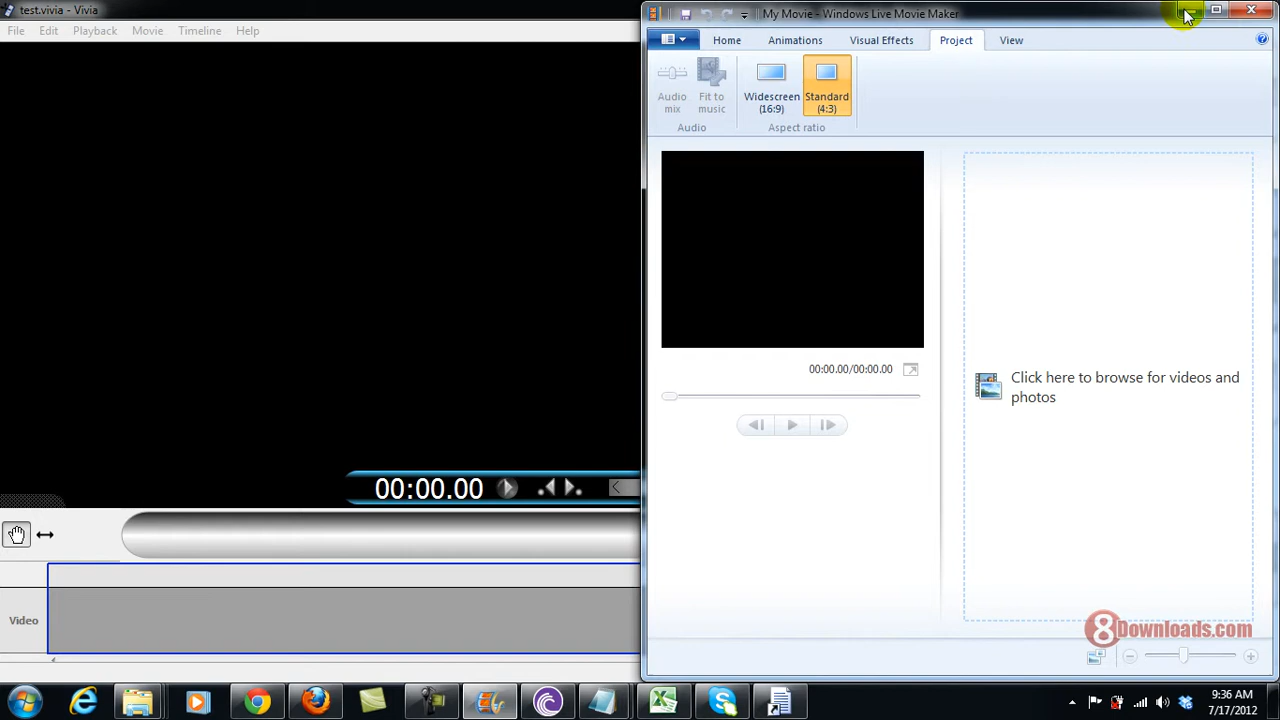 test.vivia - Vivia
File Edit Playback Movie Timeline Help
00:00.00
Video
My Movie - Windows Live Movie Maker
Home Animations Visual Effects Project View
Audio mix
Fit to music
Widescreen (16:9)
Standard (4:3)
Audio
Aspect ratio
00:00.00/00:00.00
Click here to browse for videos and
photos
8Downloads.com
9:36 AM
7/17/2012